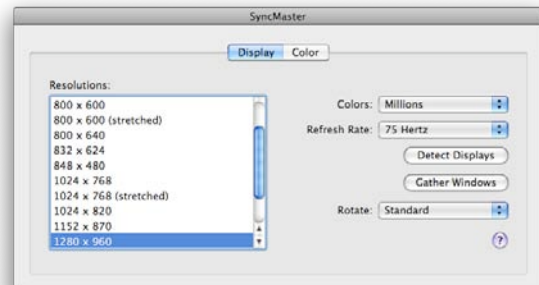 SyncMaster
Display Color
Resolutions:
800 x 600
800 x 600 (stretched)
800 x 640
832 x 624
848 x 480
1024 x 768
1024 x 768 (stretched)
1024 x 820
1152 x 870
1280 x 960
Colors: Millions
Refresh Rate: 75 Hertz
Detect Displays
Gather Windows
Rotate: Standard
?